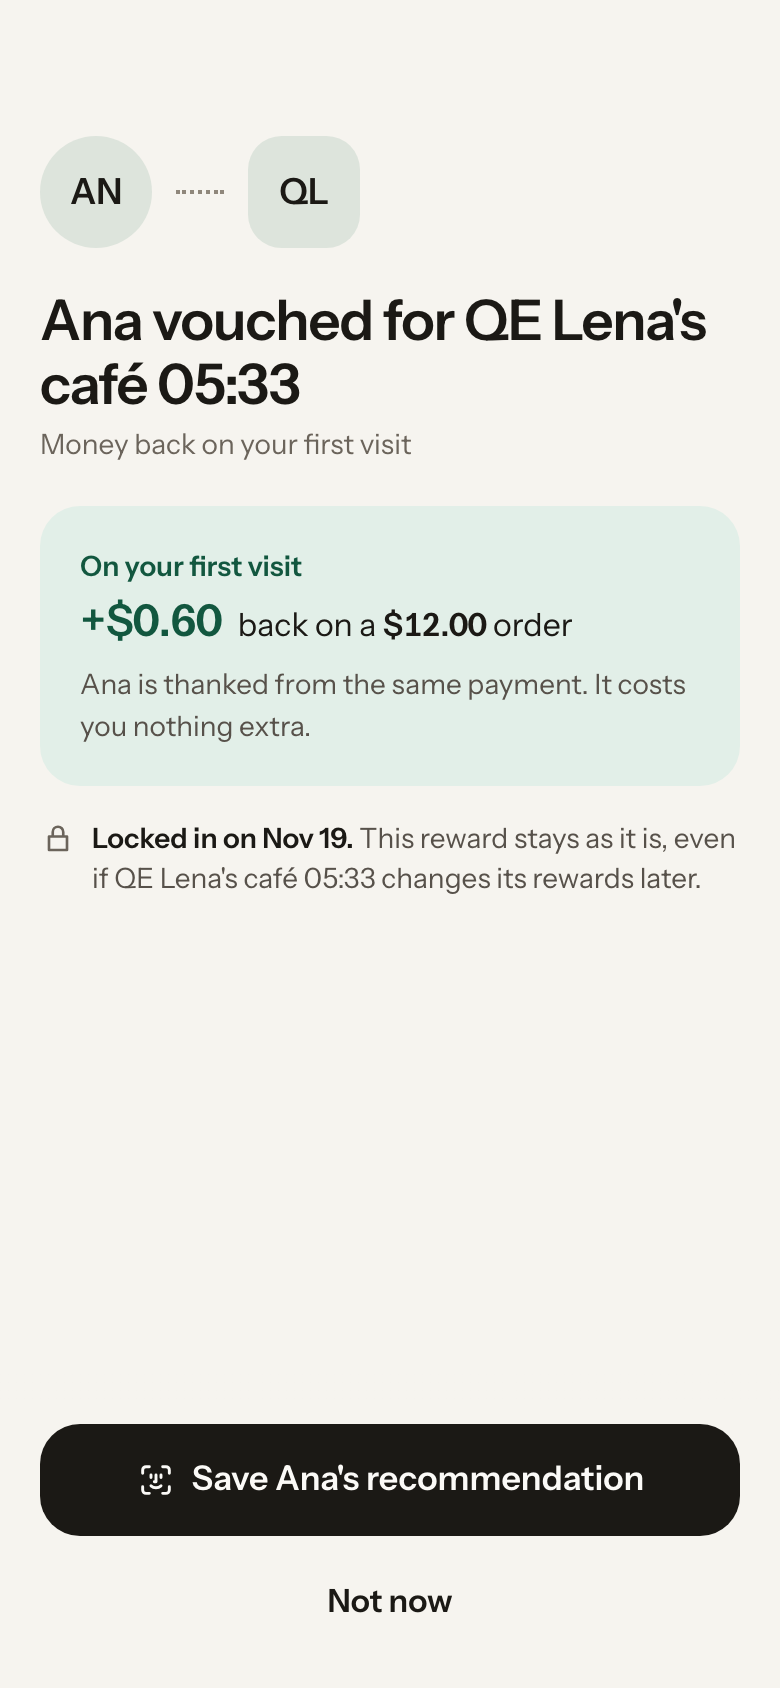 AN
QL
Ana vouched for QE Lena's
café 05:33
Money back on your first visit
On your first visit
+$0.60 back on a $12.00 order
Ana is thanked from the same payment. It costs
you nothing extra.
Locked in on Nov 19. This reward stays as it is, even
if QE Lena's café 05:33 changes its rewards later.
Save Ana's recommendation
Not now